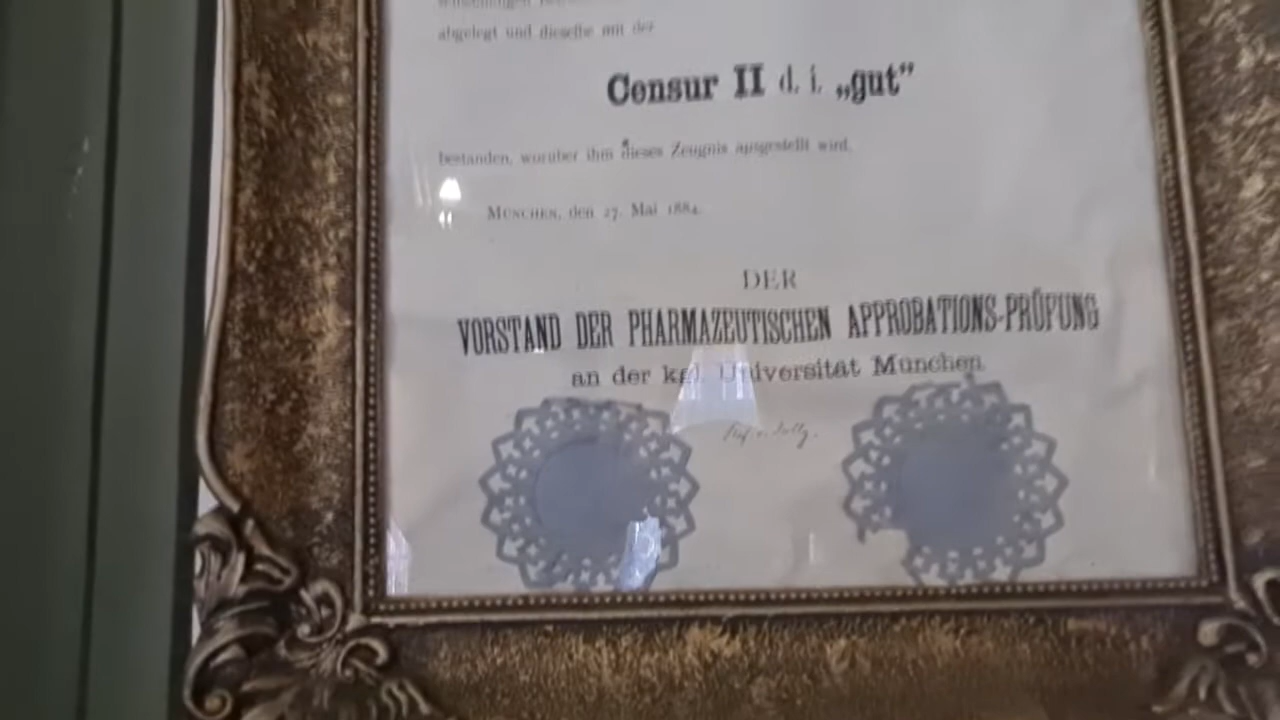 abgelegt und dieselbe mit der
Censur II d. i. „gut”
bestanden, worüber ihm dieses Zeugnis ausgestellt wird.
MÜNCHEN, den 27. Mai 1884.
DER
VORSTAND DER PHARMAZEUTISCHEN APPROBATIONS-PRÜFUNG
an der kgl. Universität München